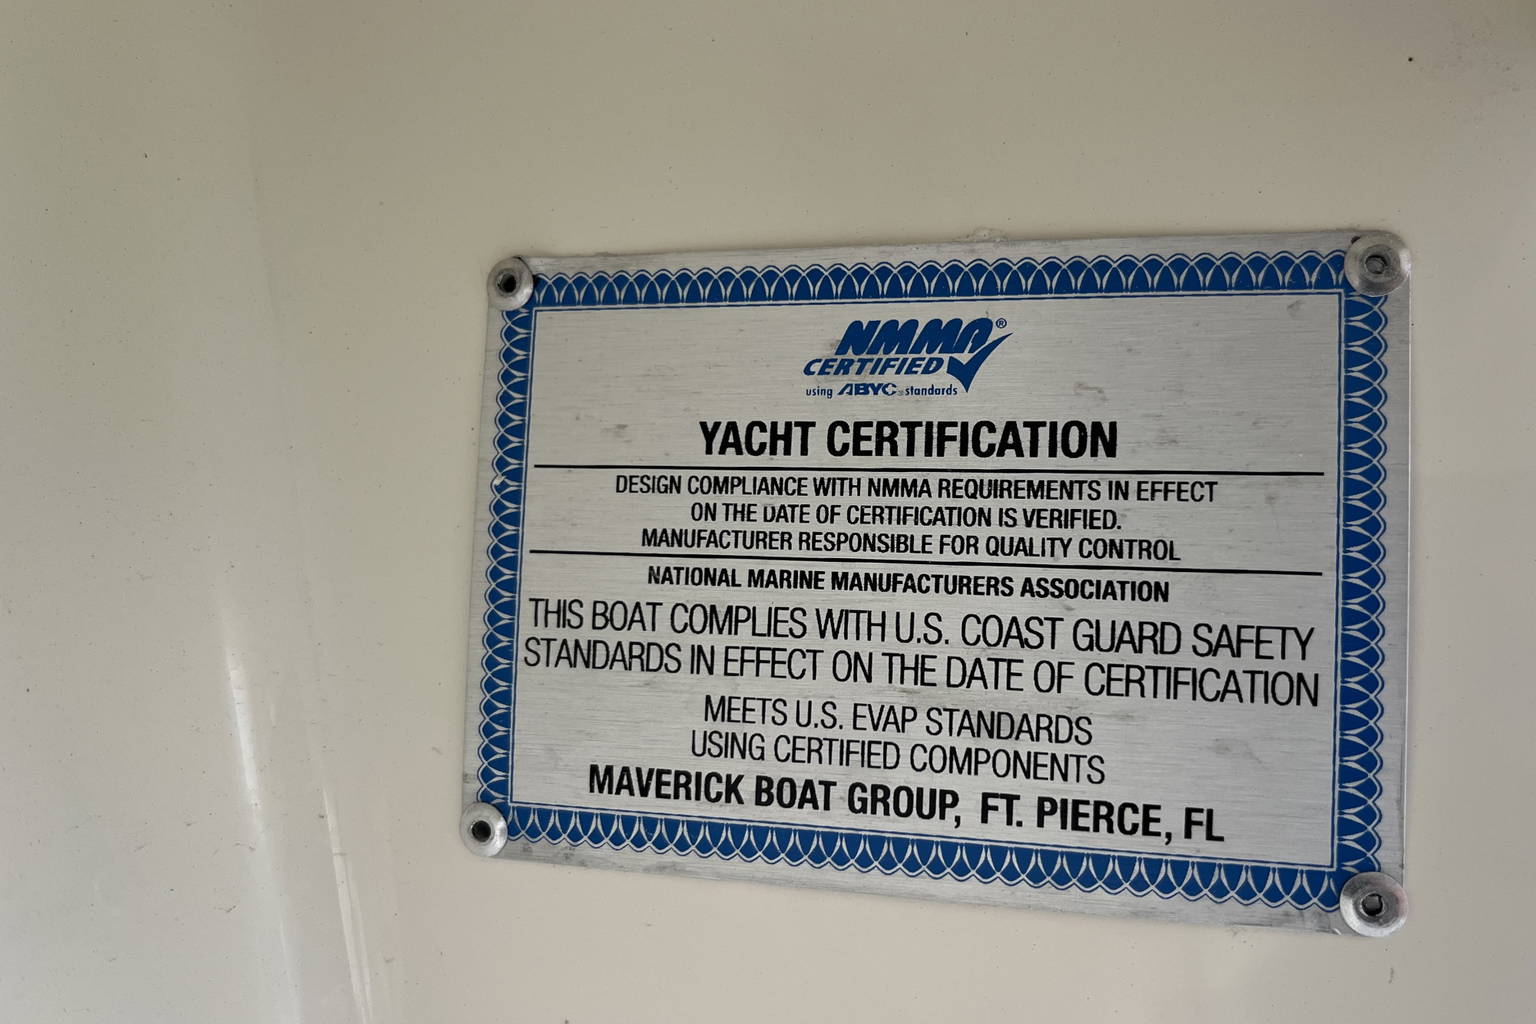 NMMA®
CERTIFIED
using ABYC standards
YACHT CERTIFICATION
DESIGN COMPLIANCE WITH NMMA REQUIREMENTS IN EFFECT
ON THE DATE OF CERTIFICATION IS VERIFIED.
MANUFACTURER RESPONSIBLE FOR QUALITY CONTROL
NATIONAL MARINE MANUFACTURERS ASSOCIATION
THIS BOAT COMPLIES WITH U.S. COAST GUARD SAFETY
STANDARDS IN EFFECT ON THE DATE OF CERTIFICATION
MEETS U.S. EVAP STANDARDS
USING CERTIFIED COMPONENTS
MAVERICK BOAT GROUP, FT. PIERCE, FL